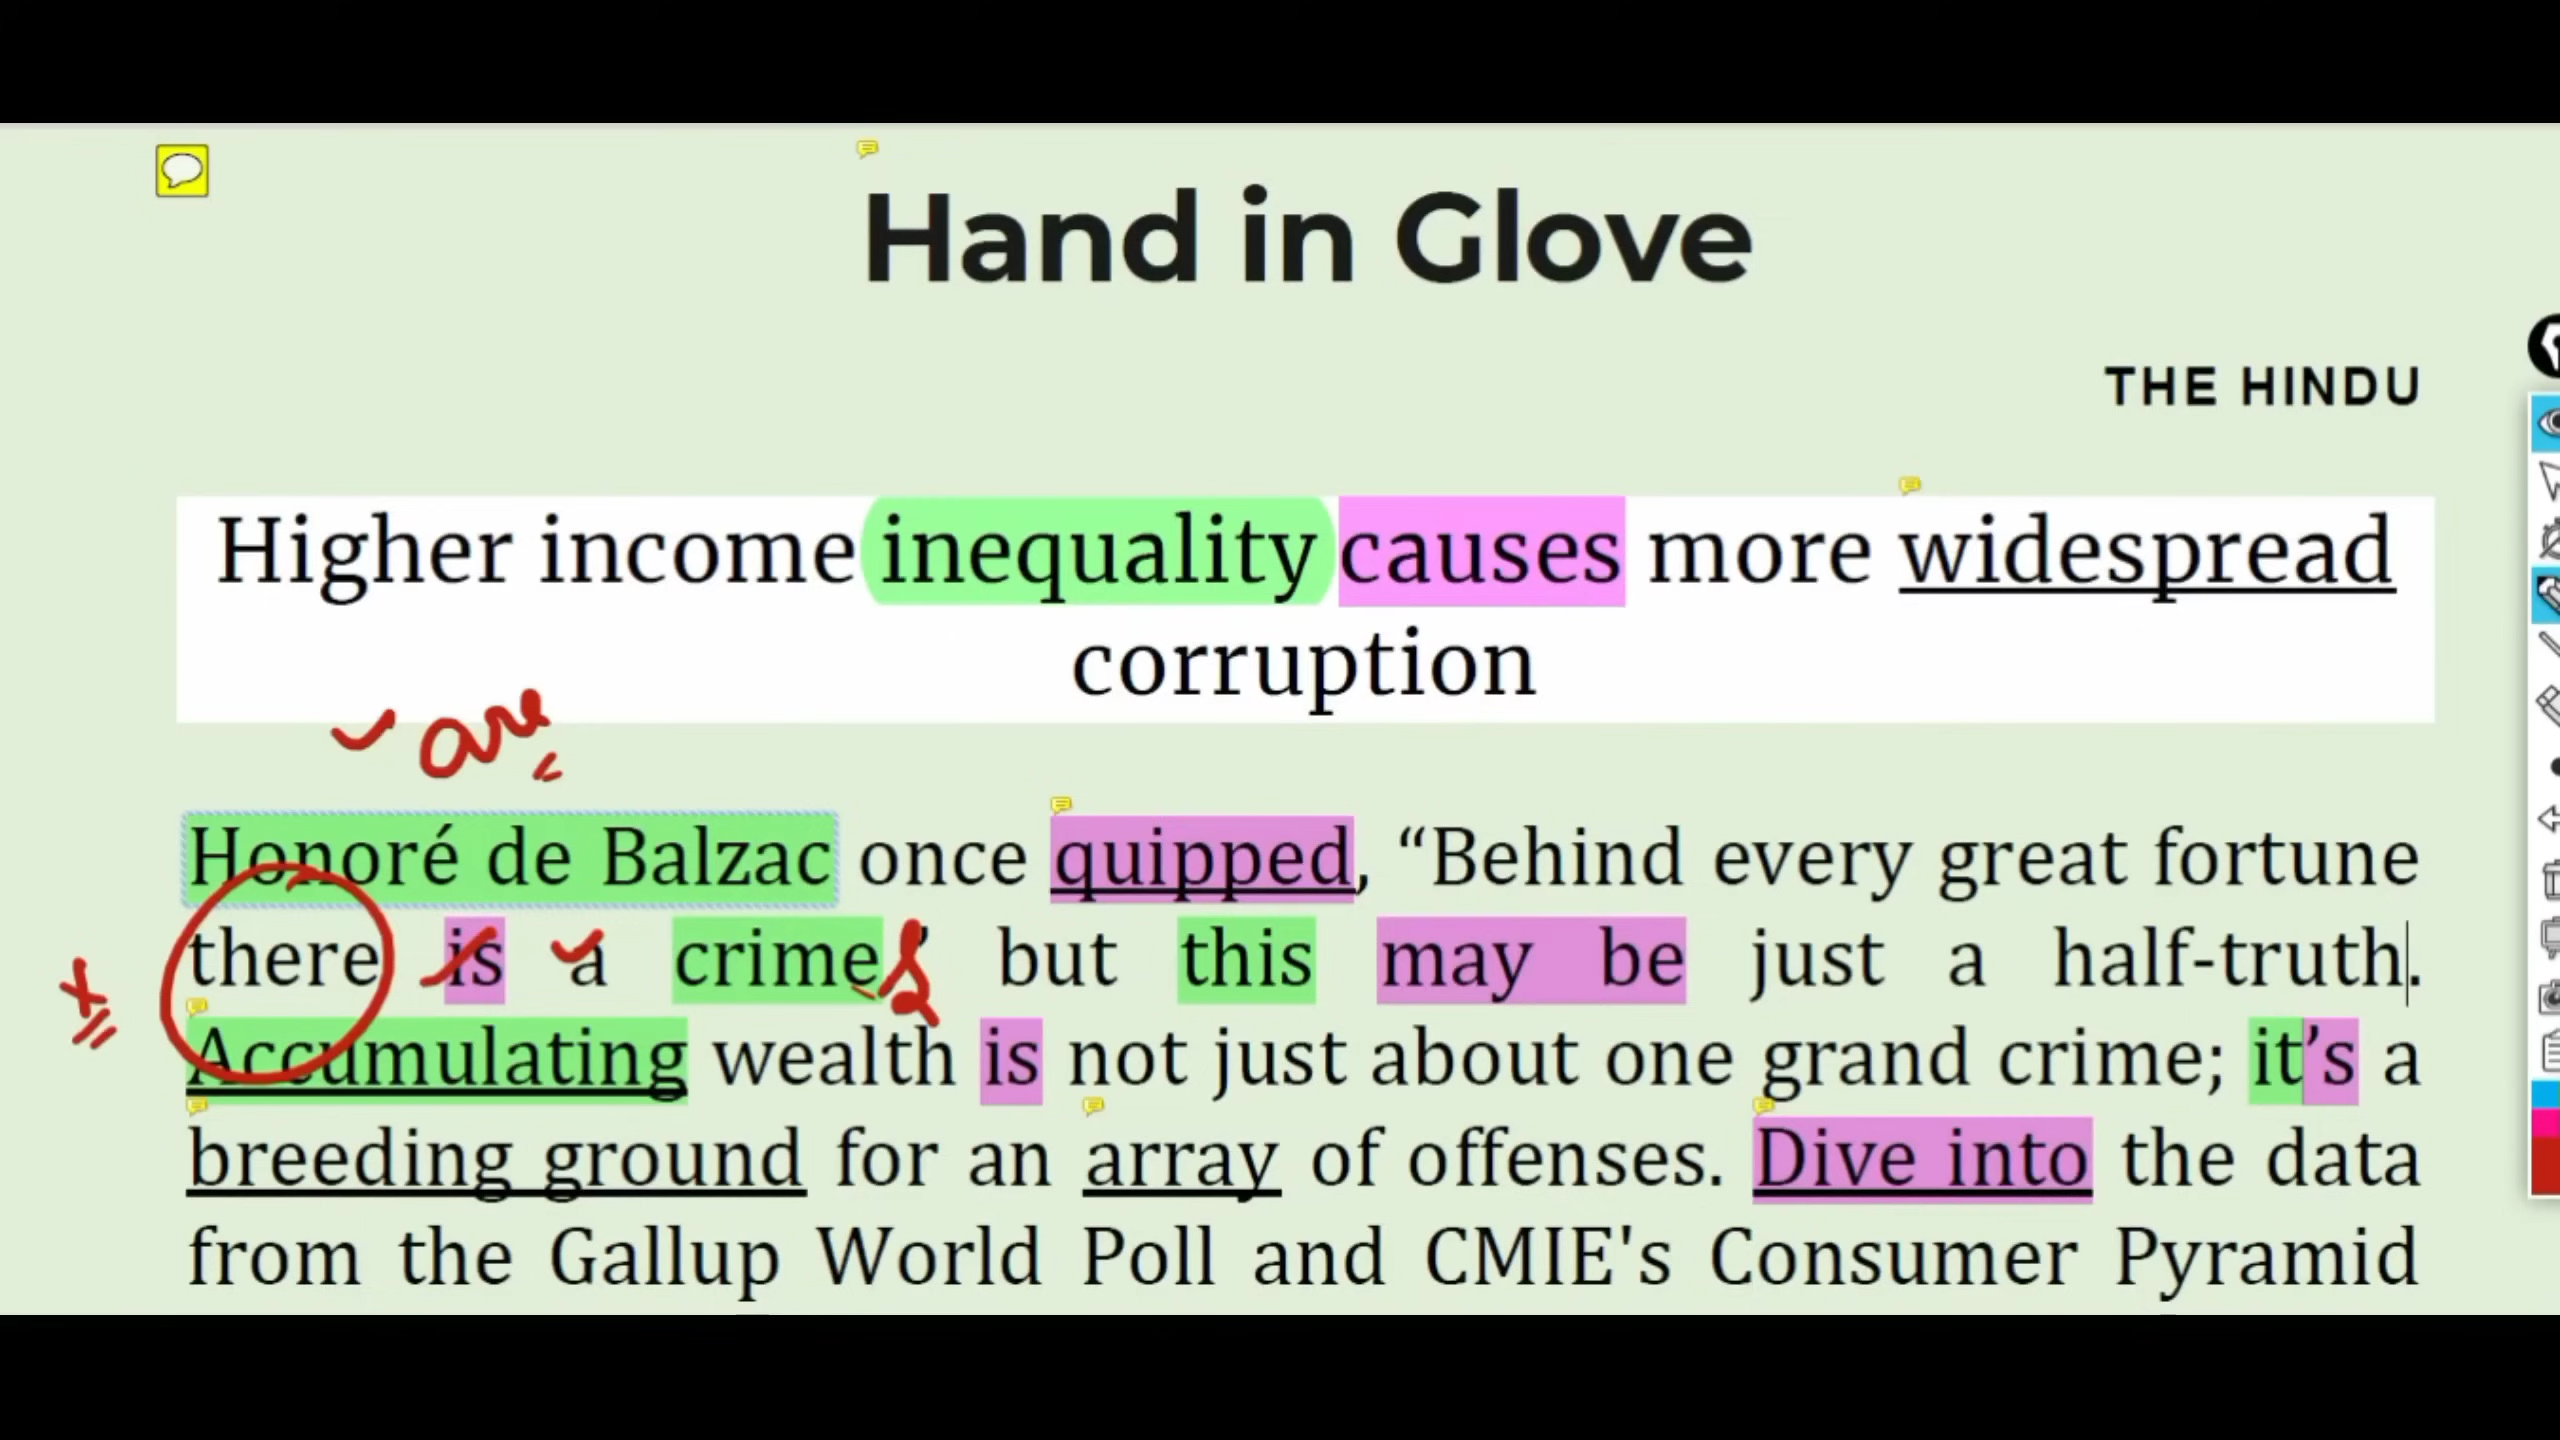 Hand in Glove
THE HINDU
Higher income inequality causes more widespread
corruption
are
Honoré de Balzac once quipped, “Behind every great fortune
there is a crime’ but this may be just a half-truth.
Accumulating wealth is not just about one grand crime; it’s a
breeding ground for an array of offenses. Dive into the data
from the Gallup World Poll and CMIE's Consumer Pyramid